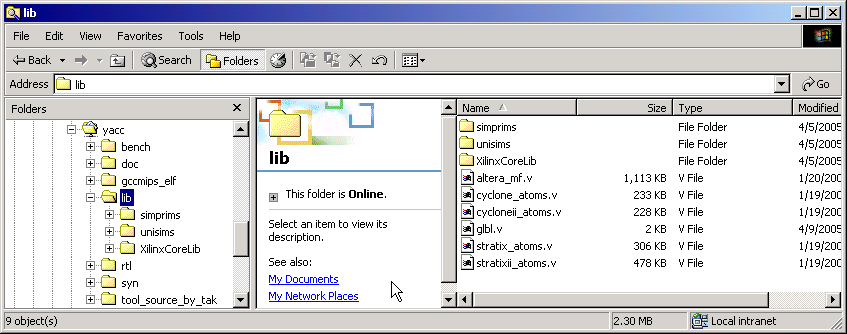 lib
File Edit View Favorites Tools Help
Back Search Folders
Address lib Go
Folders
yacc
bench
doc
gccmips_elf
lib
simprims
unisims
XilinxCoreLib
rtl
syn
tool_source_by_tak
lib
This folder is Online.
Select an item to view its
description.
See also:
My Documents
My Network Places
Name Size Type Modified
simprims File Folder 4/5/2005
unisims File Folder 4/5/2005
XilinxCoreLib File Folder 4/5/2005
altera_mf.v 1,113 KB V File 1/20/200
cyclone_atoms.v 233 KB V File 1/19/200
cycloneii_atoms.v 228 KB V File 1/19/200
glbl.v 2 KB V File 4/9/2005
stratix_atoms.v 306 KB V File 1/19/200
stratixii_atoms.v 478 KB V File 1/19/200
9 object(s) 2.30 MB Local intranet